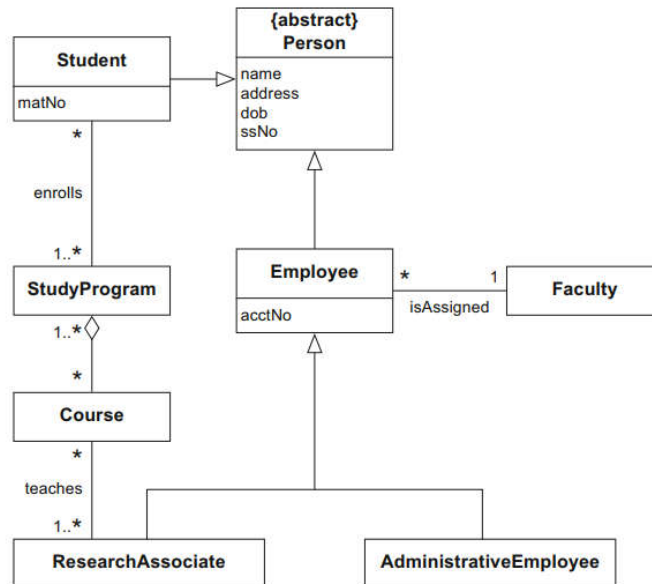 {abstract}
Person
name
address
dob
ssNo
Student
matNo
*
enrolls
1..*
StudyProgram
1..*
*
Course
*
teaches
1..*
ResearchAssociate
Employee
acctNo
*
1
isAssigned
Faculty
AdministrativeEmployee